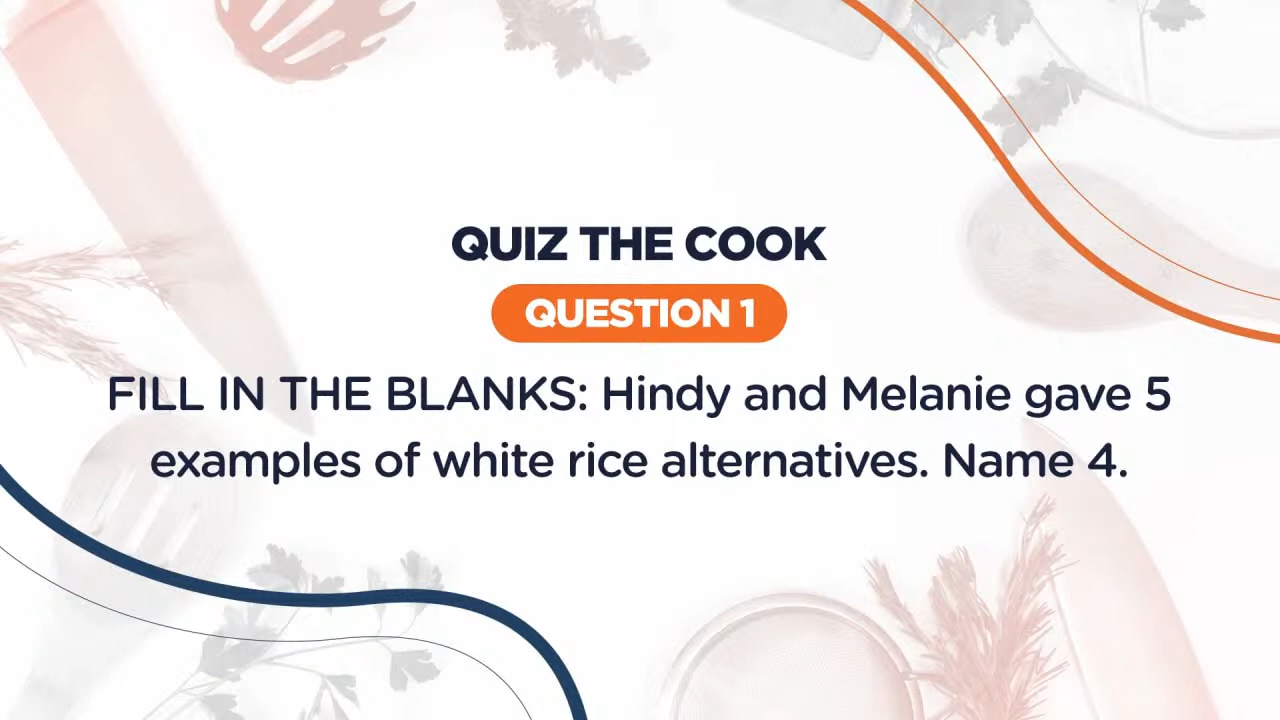 QUIZ THE COOK
QUESTION 1
FILL IN THE BLANKS: Hindy and Melanie gave 5
examples of white rice alternatives. Name 4.